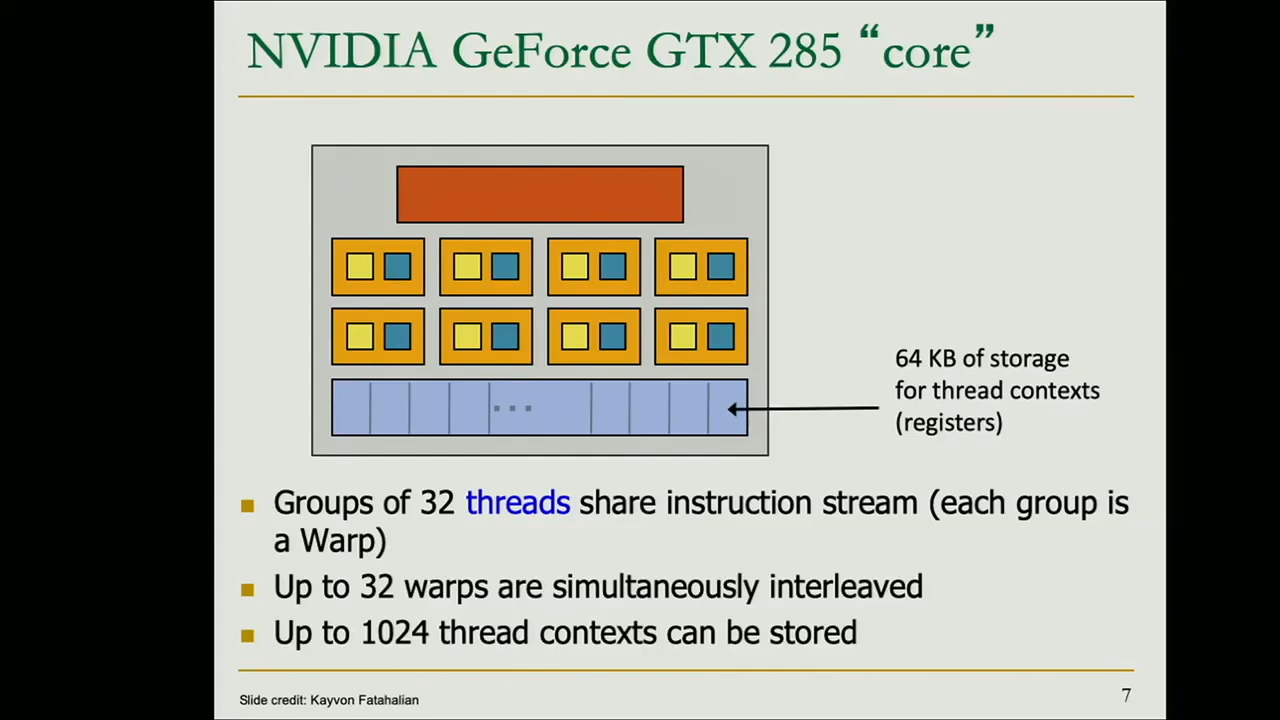 NVIDIA GeForce GTX 285 “core”
64 KB of storage
for thread contexts
(registers)
Groups of 32 threads share instruction stream (each group is
a Warp)
Up to 32 warps are simultaneously interleaved
Up to 1024 thread contexts can be stored
Slide credit: Kayvon Fatahalian
7